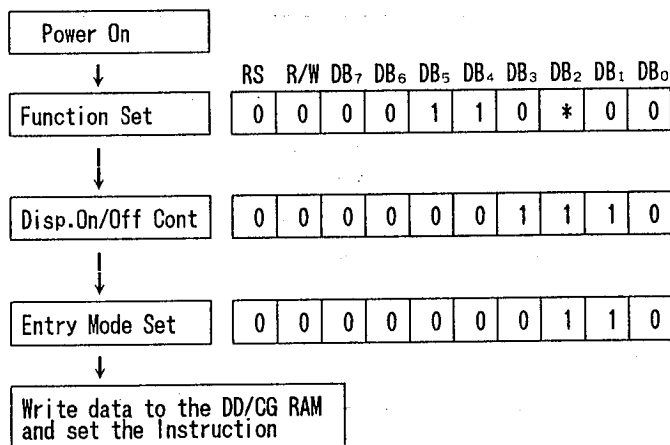 Power On
RS R/W DB₇ DB₆ DB₅ DB₄ DB₃ DB₂ DB₁ DB₀
Function Set 0 0 0 0 1 1 0 * 0 0
Disp.On/Off Cont 0 0 0 0 0 0 1 1 1 0
Entry Mode Set 0 0 0 0 0 0 0 1 1 0
Write data to the DD/CG RAM
and set the Instruction